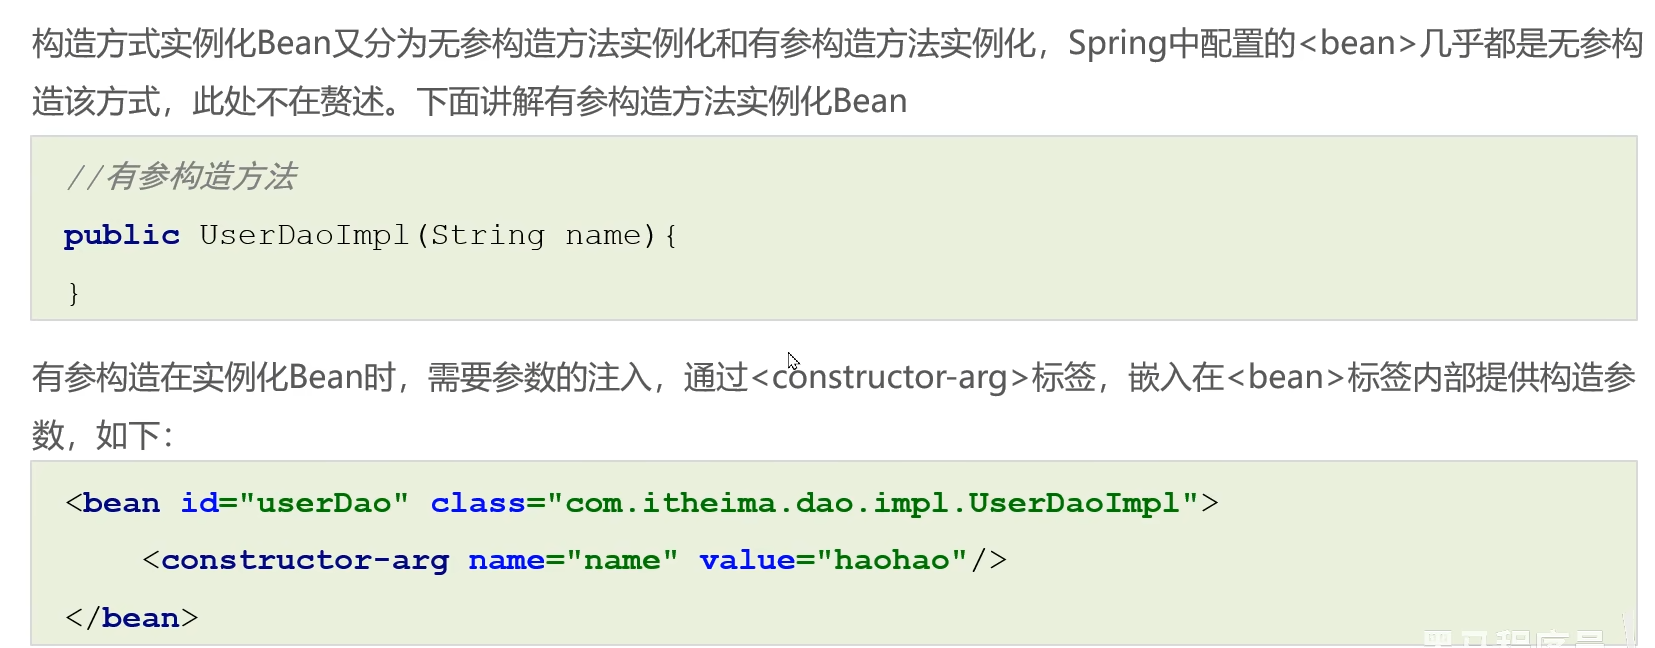 构造方式实例化Bean又分为无参构造方法实例化和有参构造方法实例化，Spring中配置的<bean>几乎都是无参构
造该方式，此处不在赘述。下面讲解有参构造方法实例化Bean
//有参构造方法
public UserDaoImpl(String name){
}
有参构造在实例化Bean时，需要参数的注入，通过<constructor-arg>标签，嵌入在<bean>标签内部提供构造参
数，如下：
<bean id="userDao" class="com.itheima.dao.impl.UserDaoImpl">
<constructor-arg name="name" value="haohao"/>
</bean>
黑马程序员